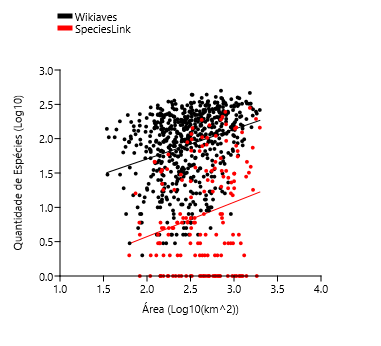 Wikiaves
SpeciesLink
3.0
2.5
2.0
1.5
1.0
0.5
0.0
Quantidade de Espécies (Log10)
1.0 1.5 2.0 2.5 3.0 3.5 4.0
Área (Log10(km^2))